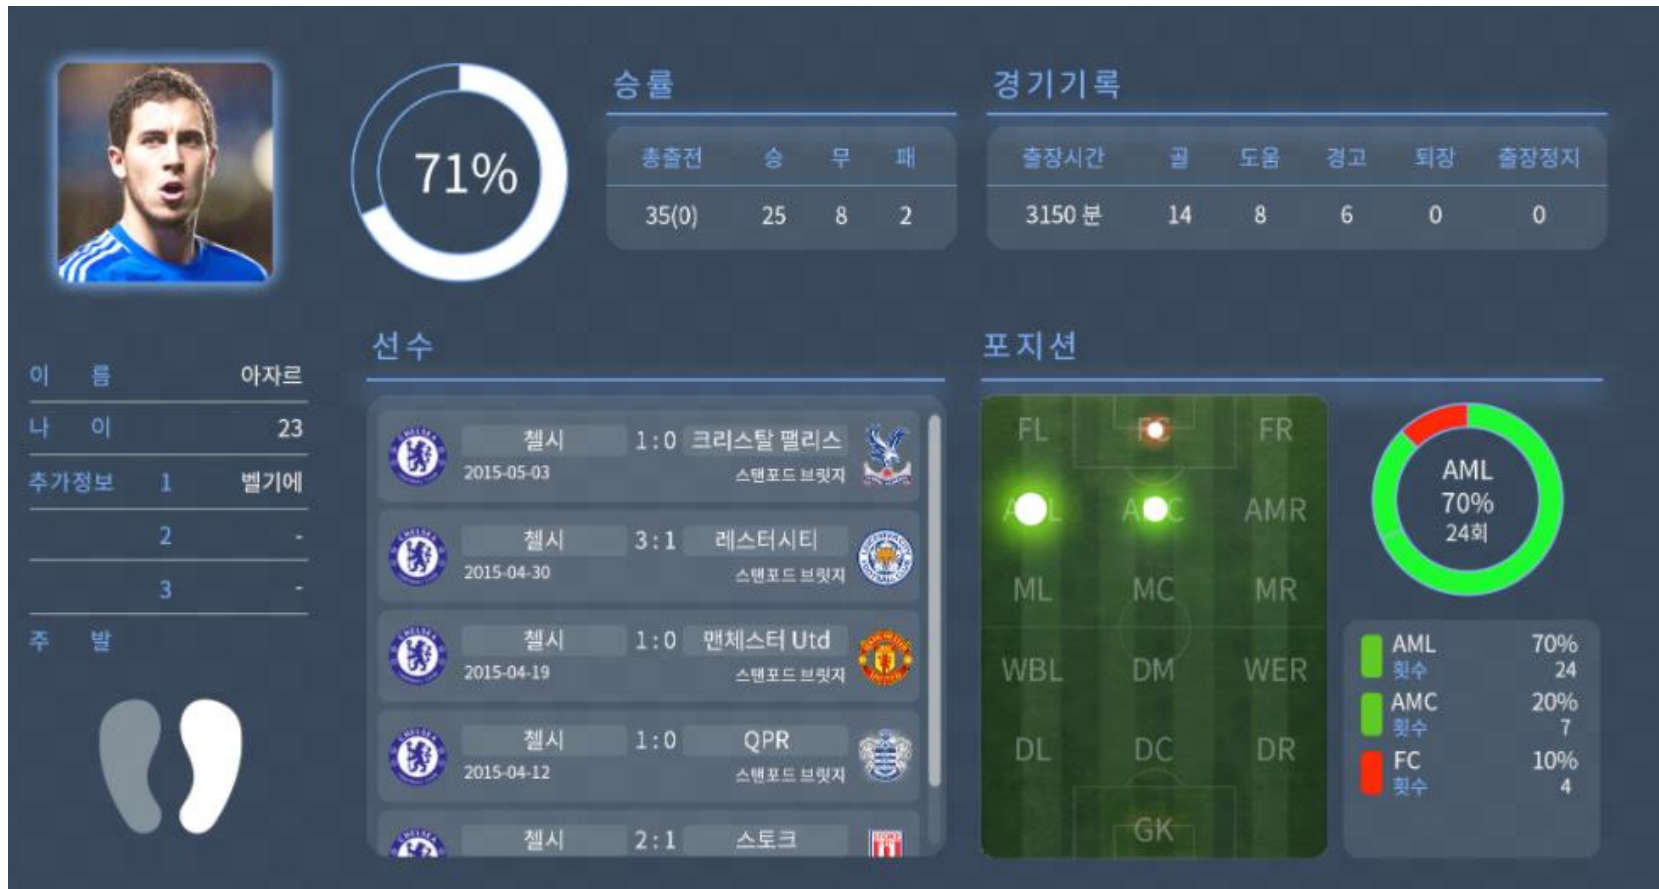 71%
승률
총출전 승 무 패
35(0) 25 8 2
경기기록
출장시간 골 도움 경고 퇴장 출장정지
3150 분 14 8 6 0 0
이 름 아자르
나 이 23
추가정보 1 벨기에
2 -
3 -
주 발
선수
첼시 1:0 크리스탈 팰리스
2015-05-03 스탠포드 브릿지
첼시 3:1 레스터시티
2015-04-30 스탠포드 브릿지
첼시 1:0 맨체스터 Utd
2015-04-19 스탠포드 브릿지
첼시 1:0 QPR
2015-04-12 스탠포드 브릿지
첼시 2:1 스토크
STOKE
포지션
FL FR
AMR
ML MC MR
WBL DM WER
DL DC DR
GK
AML
70%
24회
AML 70%
횟수 24
AMC 20%
횟수 7
FC 10%
횟수 4